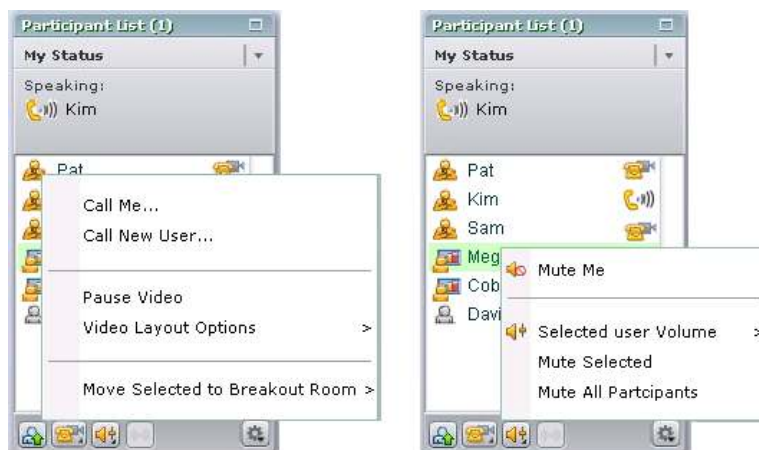 Participant List (1)
My Status
Speaking:
Kim
Pat
Call Me...
Call New User...
Pause Video
Video Layout Options >
Move Selected to Breakout Room >
Participant List (1)
My Status
Speaking:
Kim
Pat
Kim
Sam
Meg
Cob
Davi
Mute Me
Selected user Volume >
Mute Selected
Mute All Partcipants